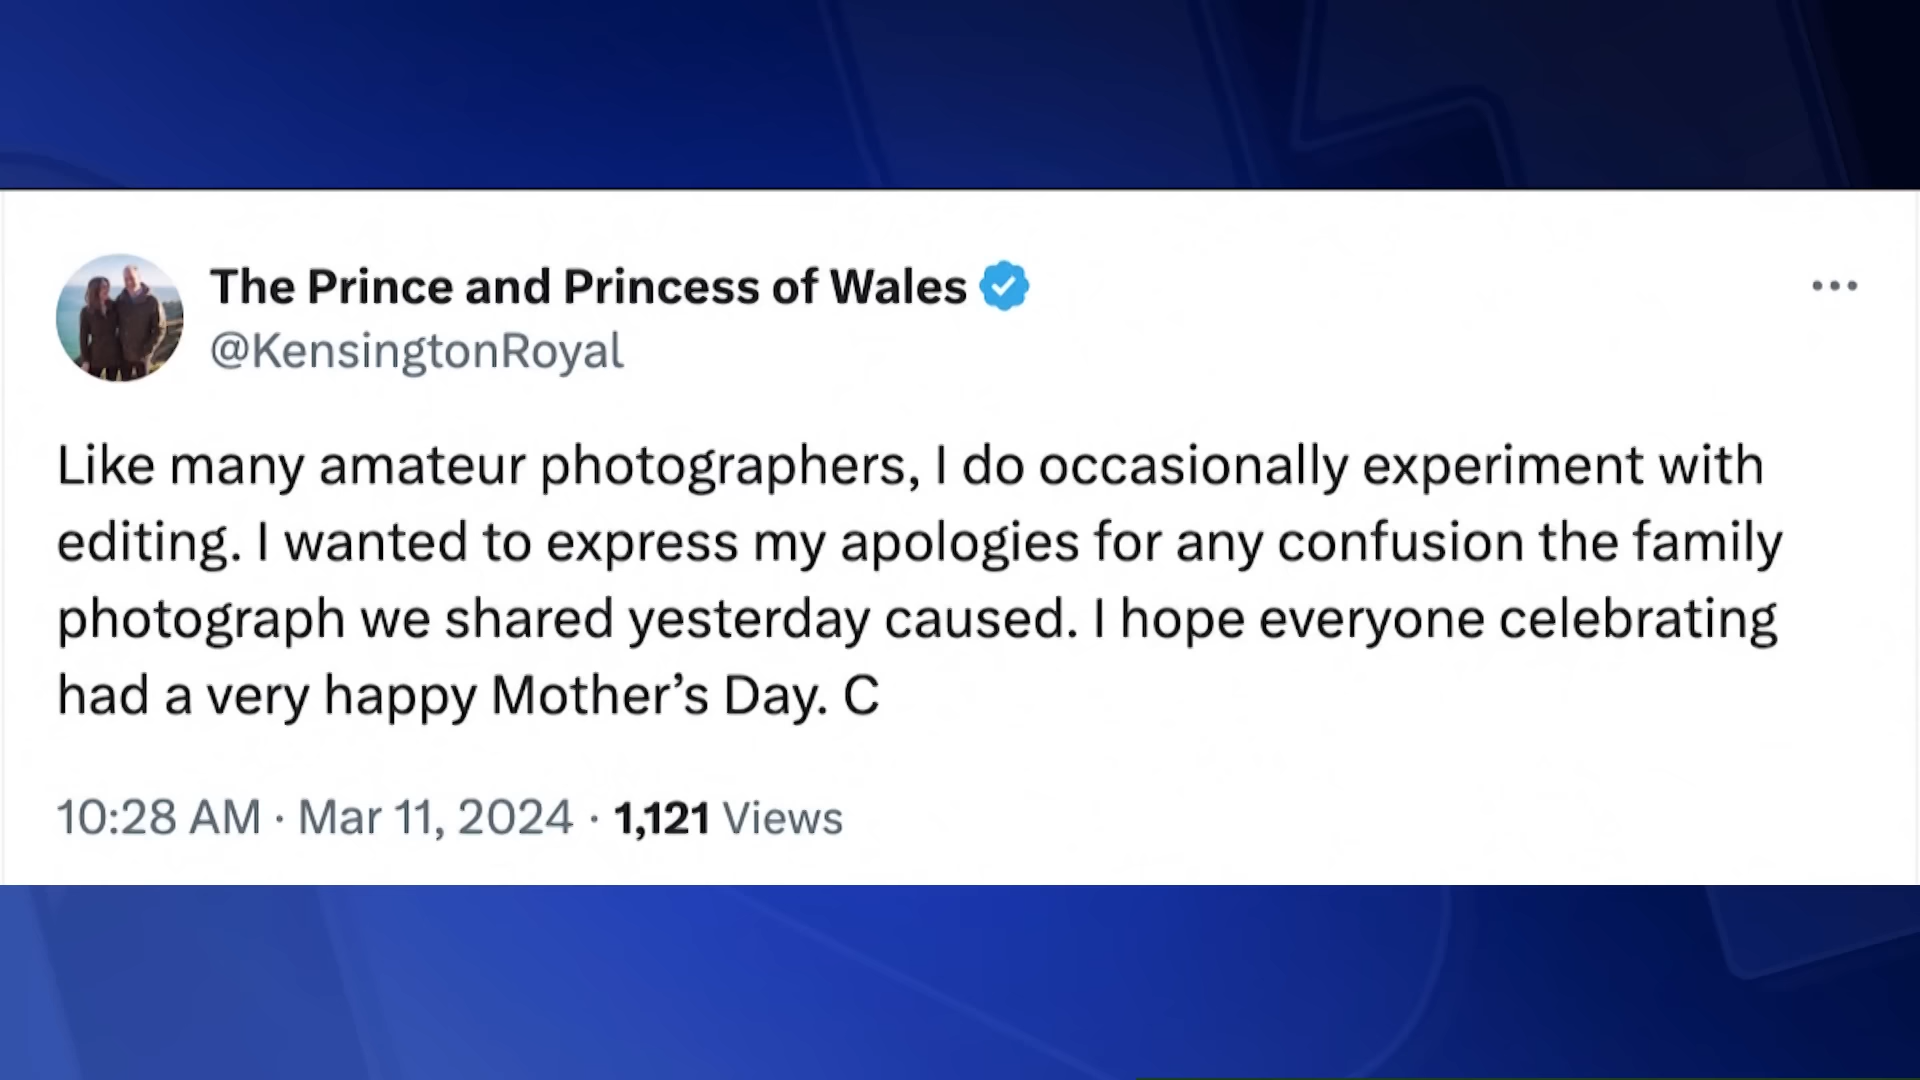 The Prince and Princess of Wales
@KensingtonRoyal
Like many amateur photographers, I do occasionally experiment with
editing. I wanted to express my apologies for any confusion the family
photograph we shared yesterday caused. I hope everyone celebrating
had a very happy Mother’s Day. C
10:28 AM · Mar 11, 2024 · 1,121 Views